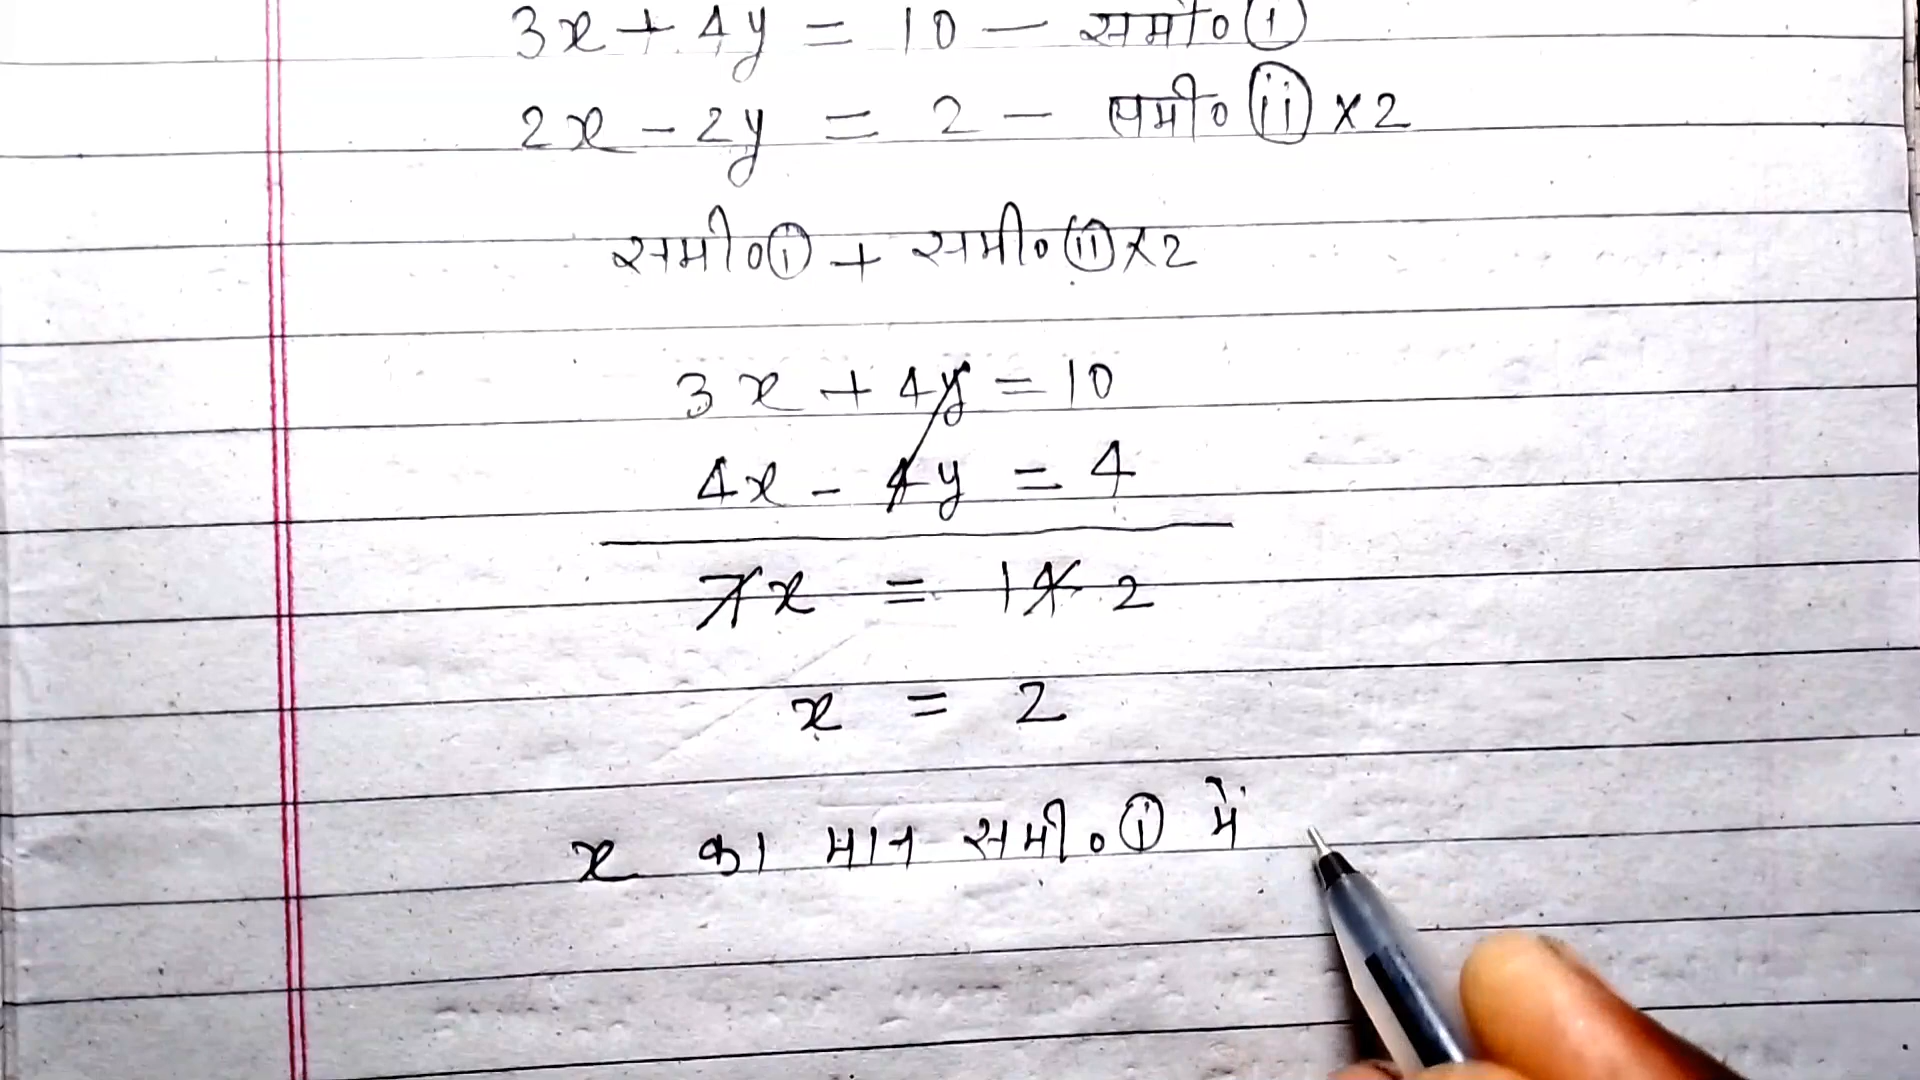 3x + 4y = 10 — समी० (i)
2x - 2y = 2 — समी० (ii) × 2
समी० (i) + समी० (ii) × 2
3x + 4y = 10
4x - 4y = 4
7x = 14 2
x = 2
x का मान समी० (i) में